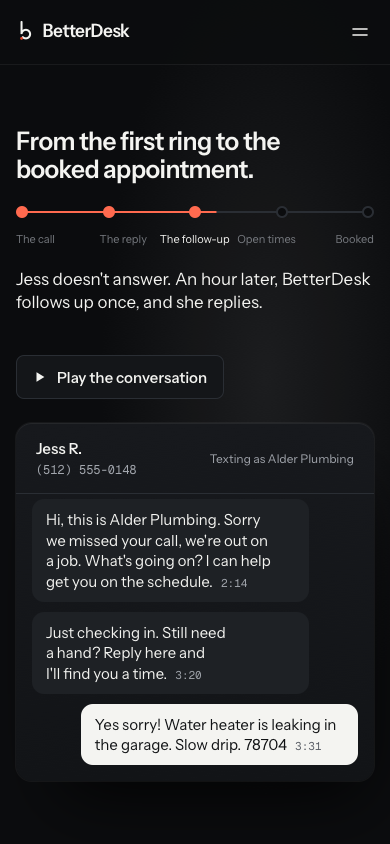 BetterDesk
From the first ring to the
booked appointment.
The call
The reply
The follow-up
Open times
Booked
Jess doesn't answer. An hour later, BetterDesk
follows up once, and she replies.
Play the conversation
Jess R.
(512) 555-0148
Texting as Alder Plumbing
Hi, this is Alder Plumbing. Sorry
we missed your call, we're out on
a job. What's going on? I can help
get you on the schedule. 2:14
Just checking in. Still need
a hand? Reply here and
I'll find you a time. 3:20
Yes sorry! Water heater is leaking in
the garage. Slow drip. 78704 3:31